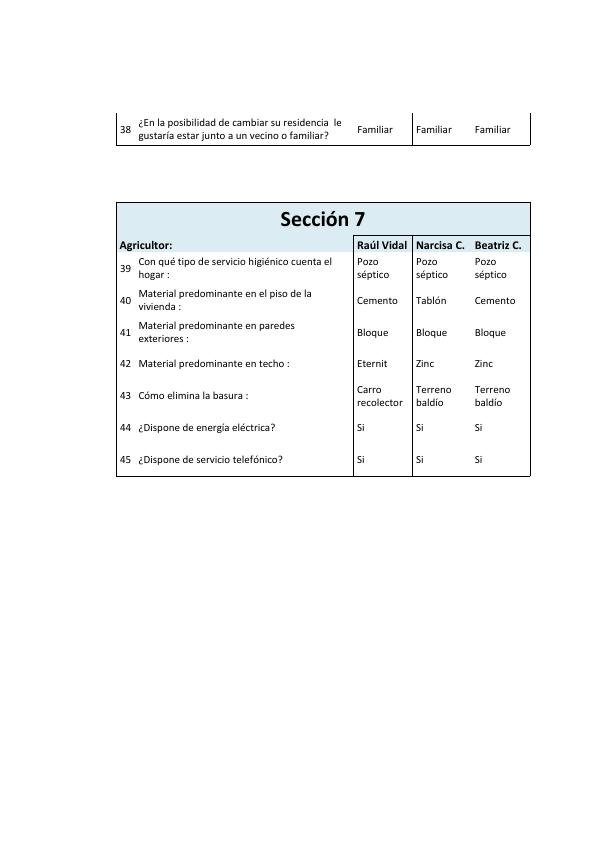 38 ¿En la posibilidad de cambiar su residencia le
gustaría estar junto a un vecino o familiar? Familiar Familiar Familiar
Sección 7
Agricultor: Raúl Vidal Narcisa C. Beatriz C.
39 Con qué tipo de servicio higiénico cuenta el
hogar : Pozo séptico Pozo séptico Pozo séptico
40 Material predominante en el piso de la
vivienda : Cemento Tablón Cemento
41 Material predominante en paredes
exteriores : Bloque Bloque Bloque
42 Material predominante en techo : Eternit Zinc Zinc
43 Cómo elimina la basura : Carro recolector Terreno baldío Terreno baldío
44 ¿Dispone de energía eléctrica? Si Si Si
45 ¿Dispone de servicio telefónico? Si Si Si